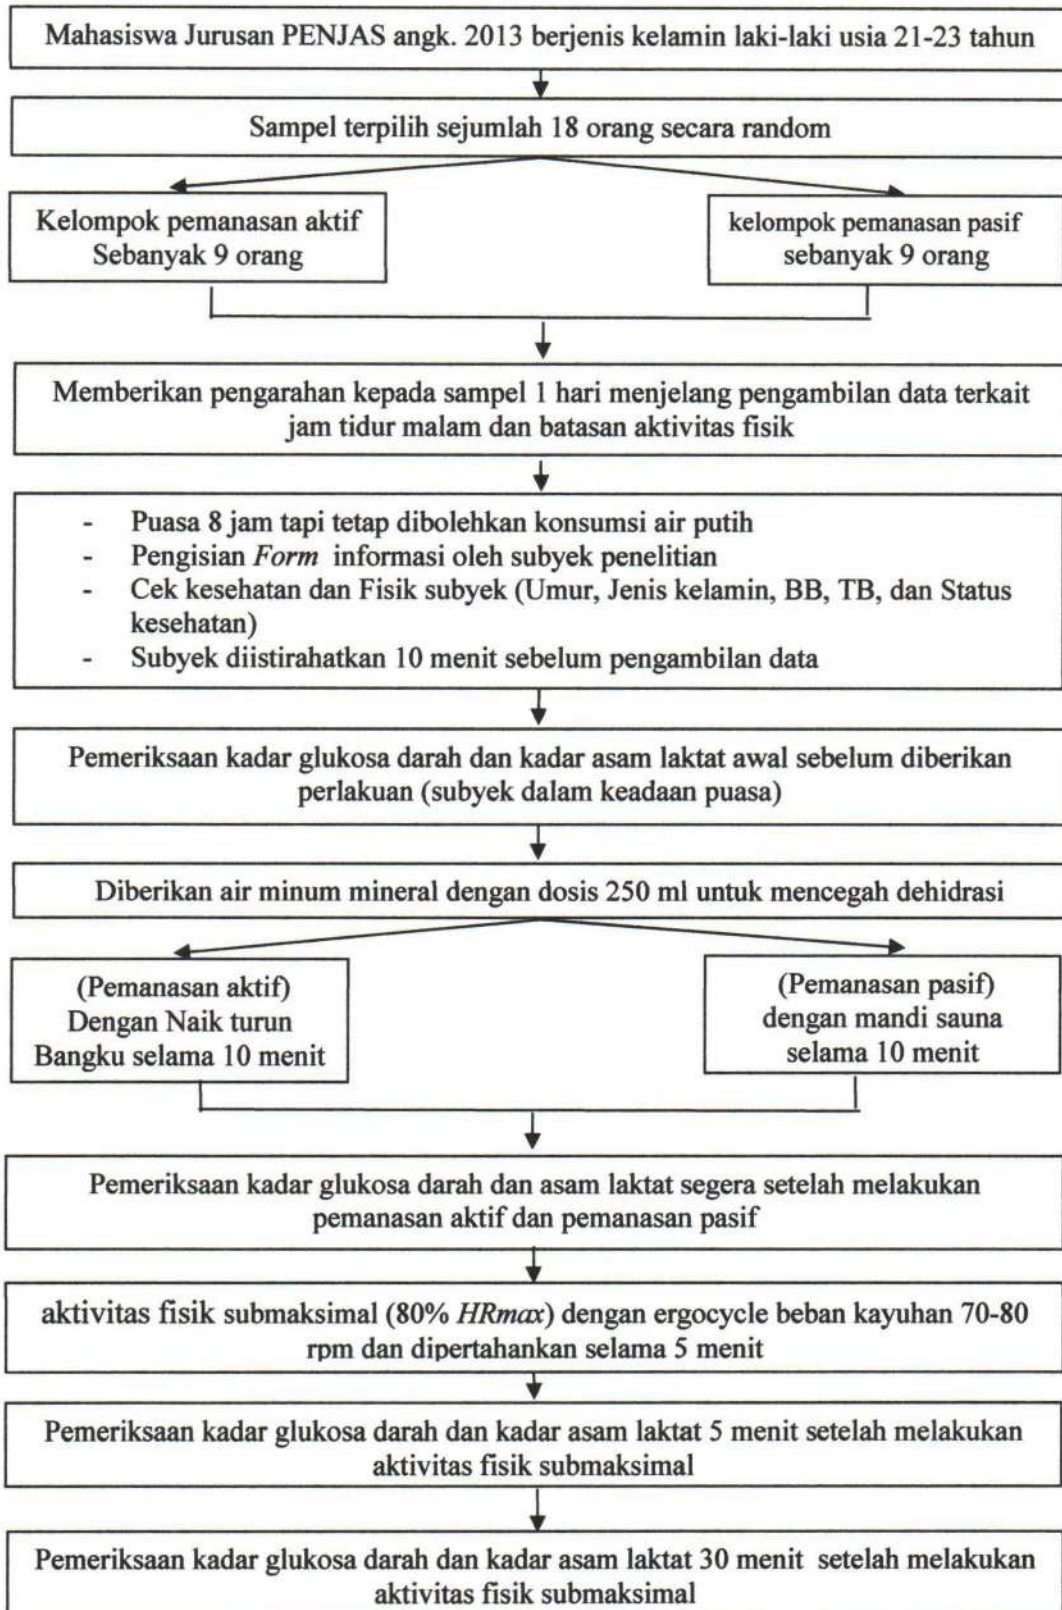 Mahasiswa Jurusan PENJAS angk. 2013 berjenis kelamin laki-laki usia 21-23 tahun
Sampel terpilih sejumlah 18 orang secara random
Kelompok pemanasan aktif
Sebanyak 9 orang
kelompok pemanasan pasif
sebanyak 9 orang
Memberikan pengarahan kepada sampel 1 hari menjelang pengambilan data terkait
jam tidur malam dan batasan aktivitas fisik
- Puasa 8 jam tapi tetap dibolehkan konsumsi air putih
- Pengisian Form informasi oleh subyek penelitian
- Cek kesehatan dan Fisik subyek (Umur, Jenis kelamin, BB, TB, dan Status
kesehatan)
- Subyek diistirahatkan 10 menit sebelum pengambilan data
Pemeriksaan kadar glukosa darah dan kadar asam laktat awal sebelum diberikan
perlakuan (subyek dalam keadaan puasa)
Diberikan air minum mineral dengan dosis 250 ml untuk mencegah dehidrasi
(Pemanasan aktif)
Dengan Naik turun
Bangku selama 10 menit
(Pemanasan pasif)
dengan mandi sauna
selama 10 menit
Pemeriksaan kadar glukosa darah dan asam laktat segera setelah melakukan
pemanasan aktif dan pemanasan pasif
aktivitas fisik submaksimal (80% HRmax) dengan ergocycle beban kayuhan 70-80
rpm dan dipertahankan selama 5 menit
Pemeriksaan kadar glukosa darah dan kadar asam laktat 5 menit setelah melakukan
aktivitas fisik submaksimal
Pemeriksaan kadar glukosa darah dan kadar asam laktat 30 menit setelah melakukan
aktivitas fisik submaksimal